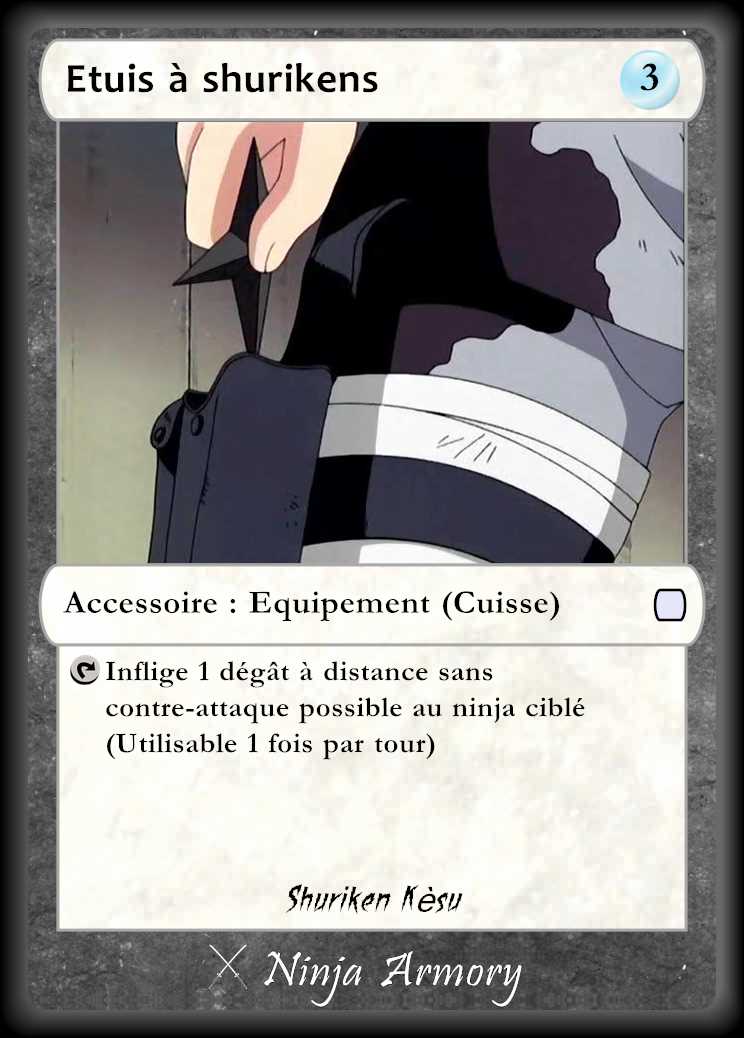 Etuis à shurikens
3
Accessoire : Equipement (Cuisse)
Inflige 1 dégât à distance sans
contre-attaque possible au ninja ciblé
(Utilisable 1 fois par tour)
Shuriken Kèsu
Ninja Armory